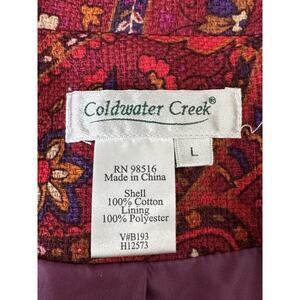 Coldwater Creek®
L
RN 98516
Made in China
Shell
100% Cotton
Lining
100% Polyester
V#B193
H12573